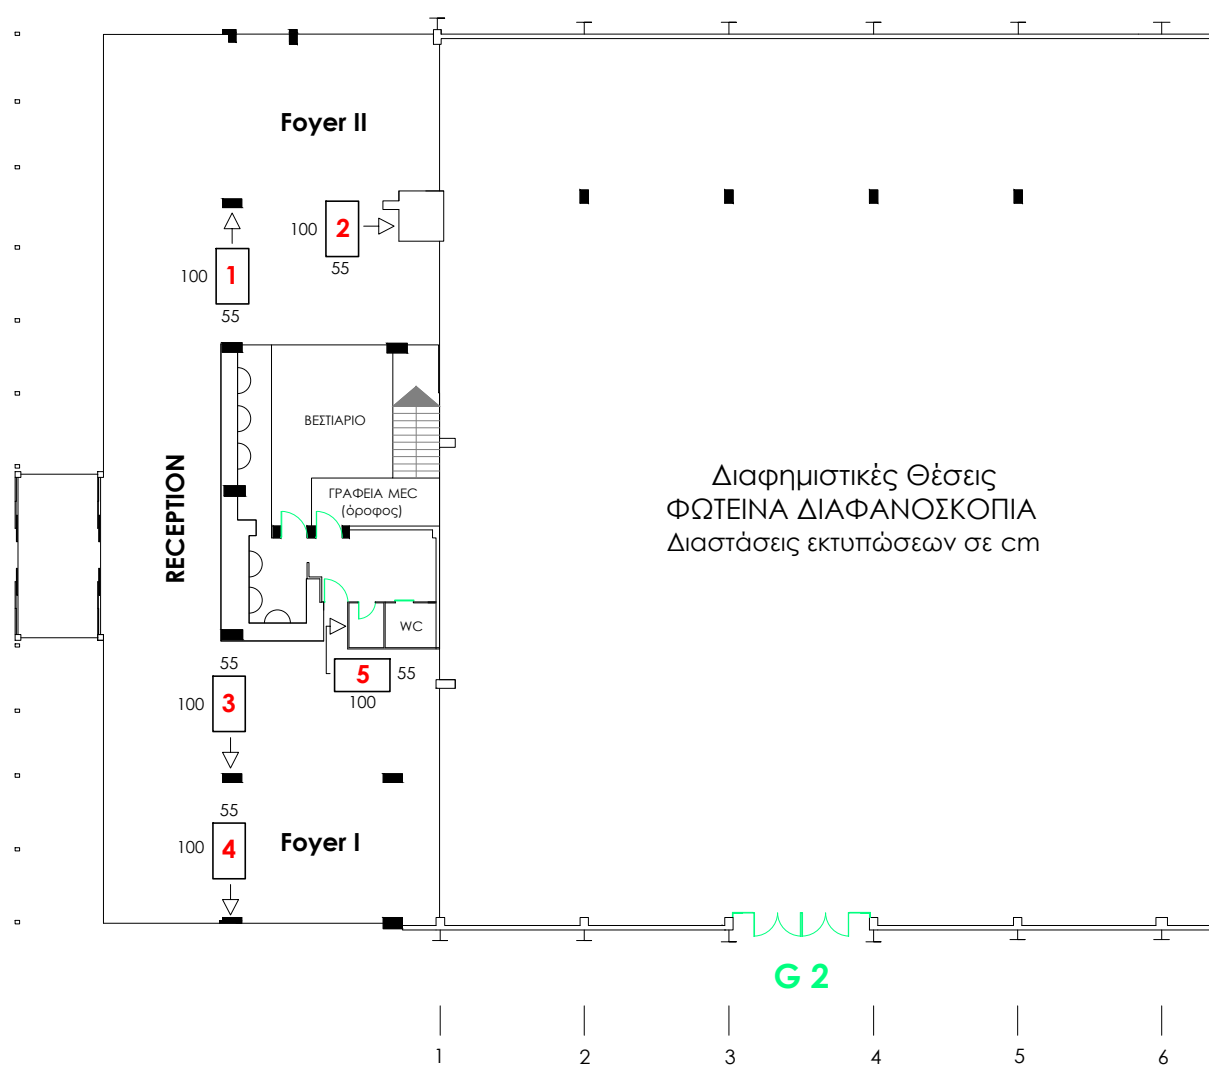 Foyer II
100
2
55
100
1
55
ΒΕΣΤΙΑΡΙΟ
RECEPTION
ΓΡΑΦΕΙΑ MEC
(όροφος)
Διαφημιστικές Θέσεις
ΦΩΤΕΙΝΑ ΔΙΑΦΑΝΟΣΚΟΠΙΑ
Διαστάσεις εκτυπώσεων σε cm
WC
55
100
3
5
55
100
55
100
4
Foyer I
G 2
1
2
3
4
5
6